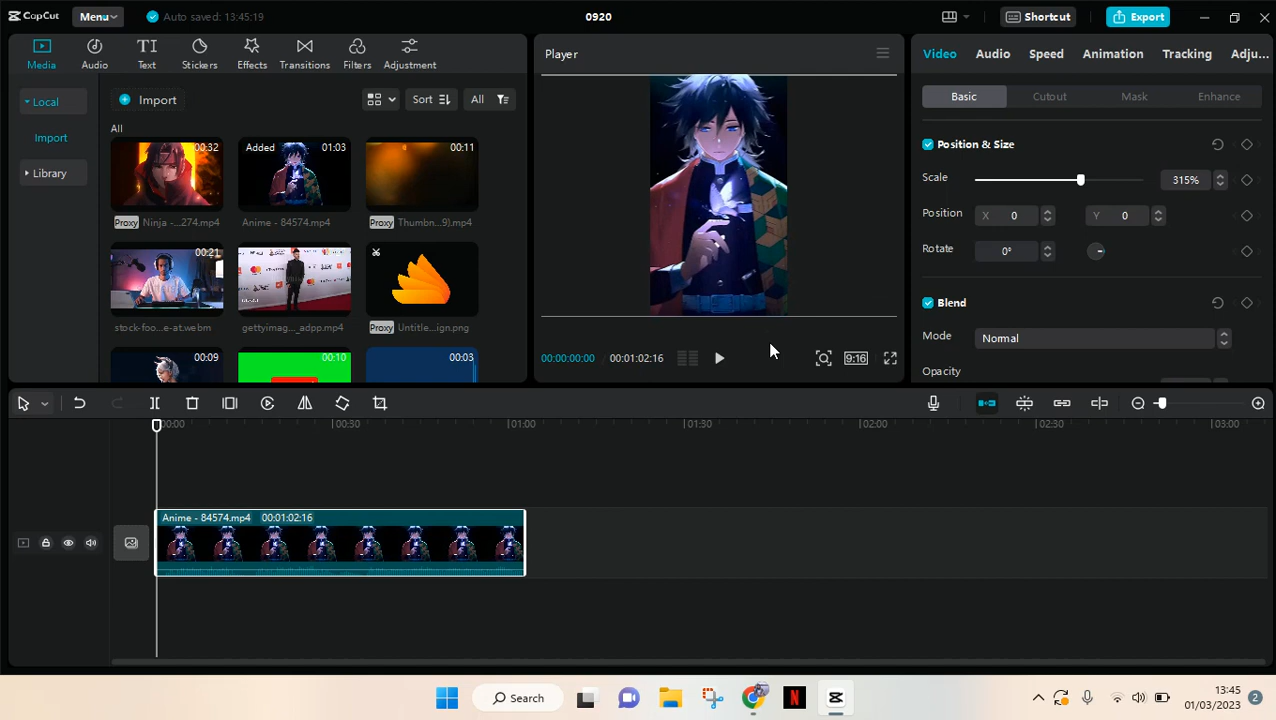 CapCut
Menu
Auto saved: 13:45:19
0920
Shortcut
Export
Media
Audio
Text
Stickers
Effects
Transitions
Filters
Adjustment
Local
Import
Library
Import
Sort
All
All
00:32
Proxy
Ninja -...274.mp4
Added
01:03
Anime - 84574.mp4
00:11
Proxy
Thumbn...9).mp4
00:21
stock-foo...e-at.webm
gettyimag..._adpp.mp4
Proxy
Untitle...ign.png
00:09
00:10
00:03
Player
00:00:00:00
00:01:02:16
9:16
Video
Audio
Speed
Animation
Tracking
Adju...
Basic
Cutout
Mask
Enhance
Position & Size
Scale
315%
Position
X 0
Y 0
Rotate
0°
Blend
Mode
Normal
Opacity
00:00
00:30
01:00
01:30
02:00
02:30
03:00
Anime - 84574.mp4 00:01:02:16
Search
N
13:45
01/03/2023
2